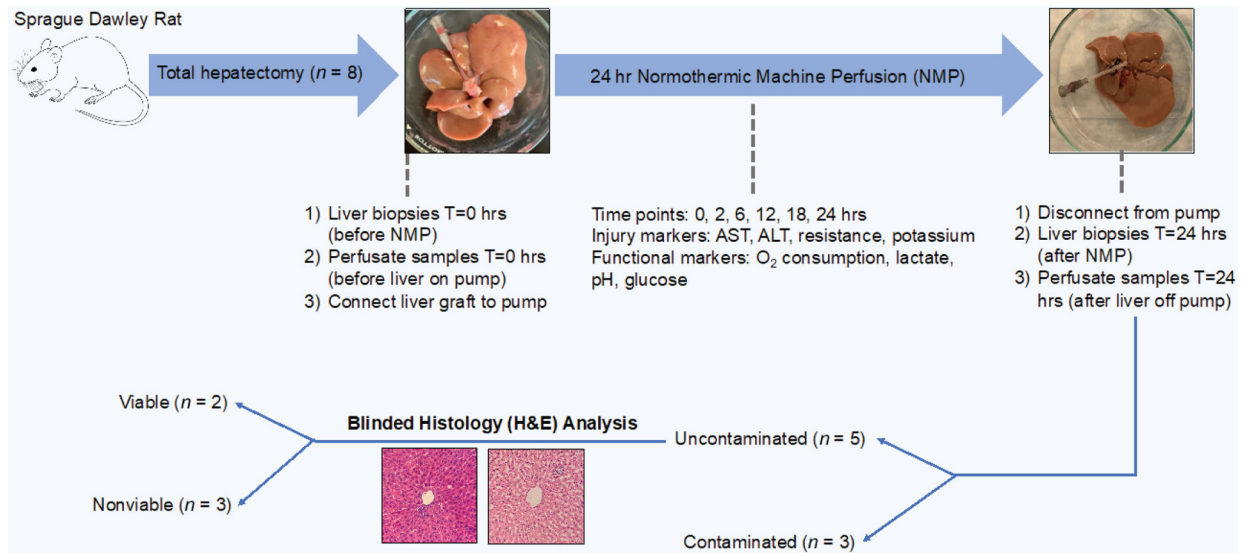 Sprague Dawley Rat
Total hepatectomy (n = 8)
24 hr Normothermic Machine Perfusion (NMP)
1) Liver biopsies T=0 hrs
(before NMP)
2) Perfusate samples T=0 hrs
(before liver on pump)
3) Connect liver graft to pump
Time points: 0, 2, 6, 12, 18, 24 hrs
Injury markers: AST, ALT, resistance, potassium
Functional markers: O₂ consumption, lactate,
pH, glucose
1) Disconnect from pump
2) Liver biopsies T=24 hrs
(after NMP)
3) Perfusate samples T=24
hrs (after liver off pump)
Viable (n = 2)
Blinded Histology (H&E) Analysis
Uncontaminated (n = 5)
Nonviable (n = 3)
Contaminated (n = 3)